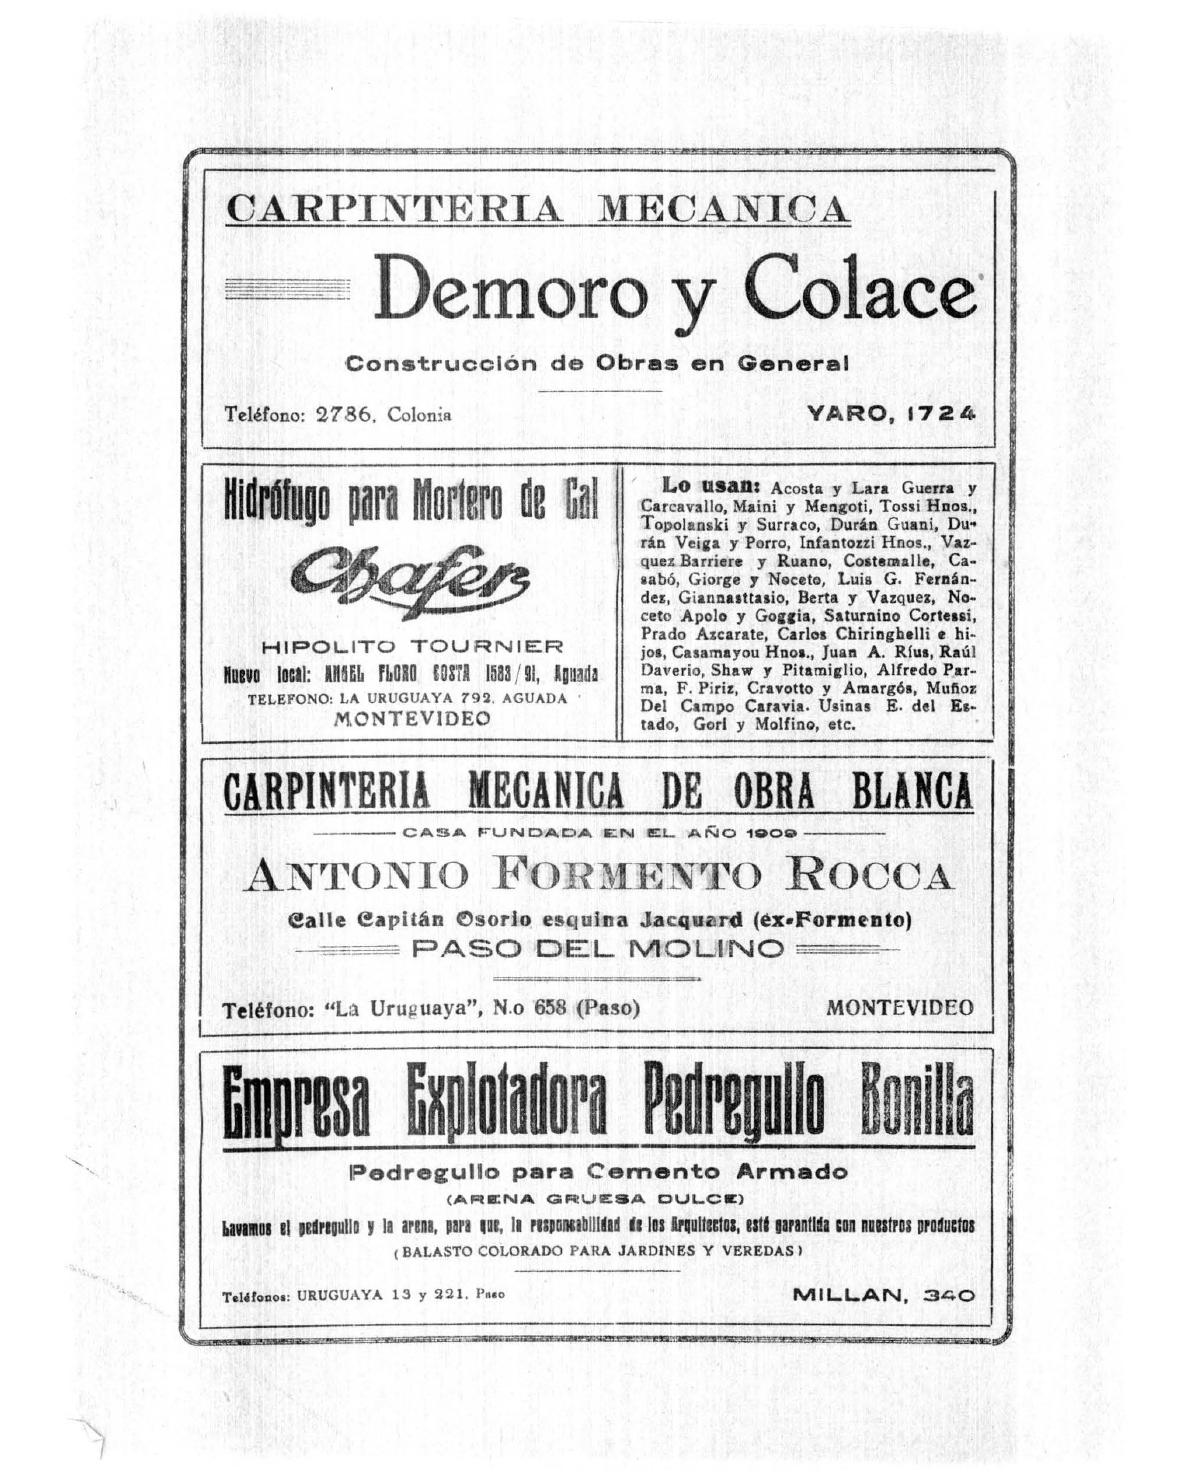 CARPINTERIA MECANICA
Demoro y Colace
Construcción de Obras en General
Teléfono: 2786, Colonia
YARO, 1724
Hidrófugo para Mortero de Cal
Chafer
HIPOLITO TOURNIER
Nuevo local: ANGEL FLORO COSTA 1583/91, Aguada
TELEFONO: LA URUGUAYA 792, AGUADA
MONTEVIDEO
Lo usan: Acosta y Lara Guerra y
Carcavallo, Maini y Mengoti, Tossi Hnos.,
Topolanski y Surraco, Durán Guani, Du-
rán Veiga y Porro, Infantozzi Hnos., Vaz-
quez Barriere y Ruano, Costemalle, Ca-
sabó, Giorge y Noceto, Luis G. Fernán-
dez, Giannasttasio, Berta y Vazquez, No-
ceto Apolo y Goggia, Saturnino Cortessi,
Prado Azcarate, Carlos Chiringhelli e hi-
jos, Casamayou Hnos., Juan A. Ríus, Raúl
Daverio, Shaw y Pitamiglio, Alfredo Par-
ma, F. Piriz, Cravotto y Amargós, Muñoz
Del Campo Caravia. Usinas E. del Es-
tado, Gori y Molfino, etc.
CARPINTERIA MECANICA DE OBRA BLANCA
CASA FUNDADA EN EL AÑO 1909
ANTONIO FORMENTO ROCCA
Calle Capitán Osorio esquina Jacquard (éx-Formento)
PASO DEL MOLINO
Teléfono: “La Uruguaya”, N.o 658 (Paso)
MONTEVIDEO
Empresa Explotadora Pedregullo Bonilla
Pedregullo para Cemento Armado
(ARENA GRUESA DULCE)
Lavamos el pedregullo y la arena, para que, la responsabilidad de los Arquitectos, esté garantida con nuestros productos
(BALASTO COLORADO PARA JARDINES Y VEREDAS)
Teléfonos: URUGUAYA 13 y 221, Paso
MILLAN, 340